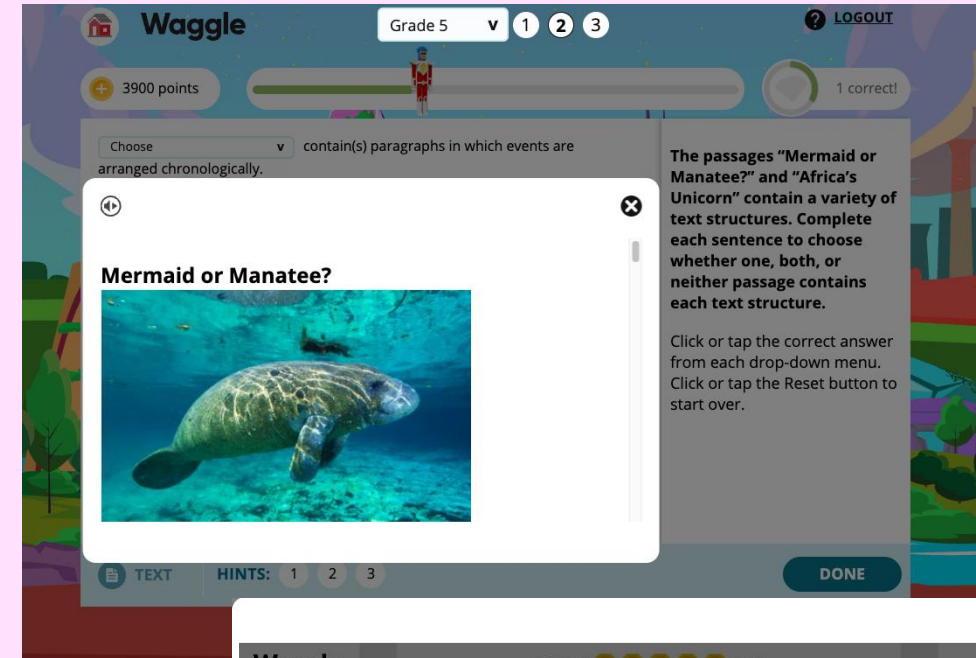 Waggle
Grade 5 v 1 2 3
? LOGOUT
+ 3900 points
1 correct!
Choose v contain(s) paragraphs in which events are
arranged chronologically.
Mermaid or Manatee?
The passages “Mermaid or
Manatee?” and “Africa’s
Unicorn” contain a variety of
text structures. Complete
each sentence to choose
whether one, both, or
neither passage contains
each text structure.
Click or tap the correct answer
from each drop-down menu.
Click or tap the Reset button to
start over.
TEXT HINTS: 1 2 3
DONE